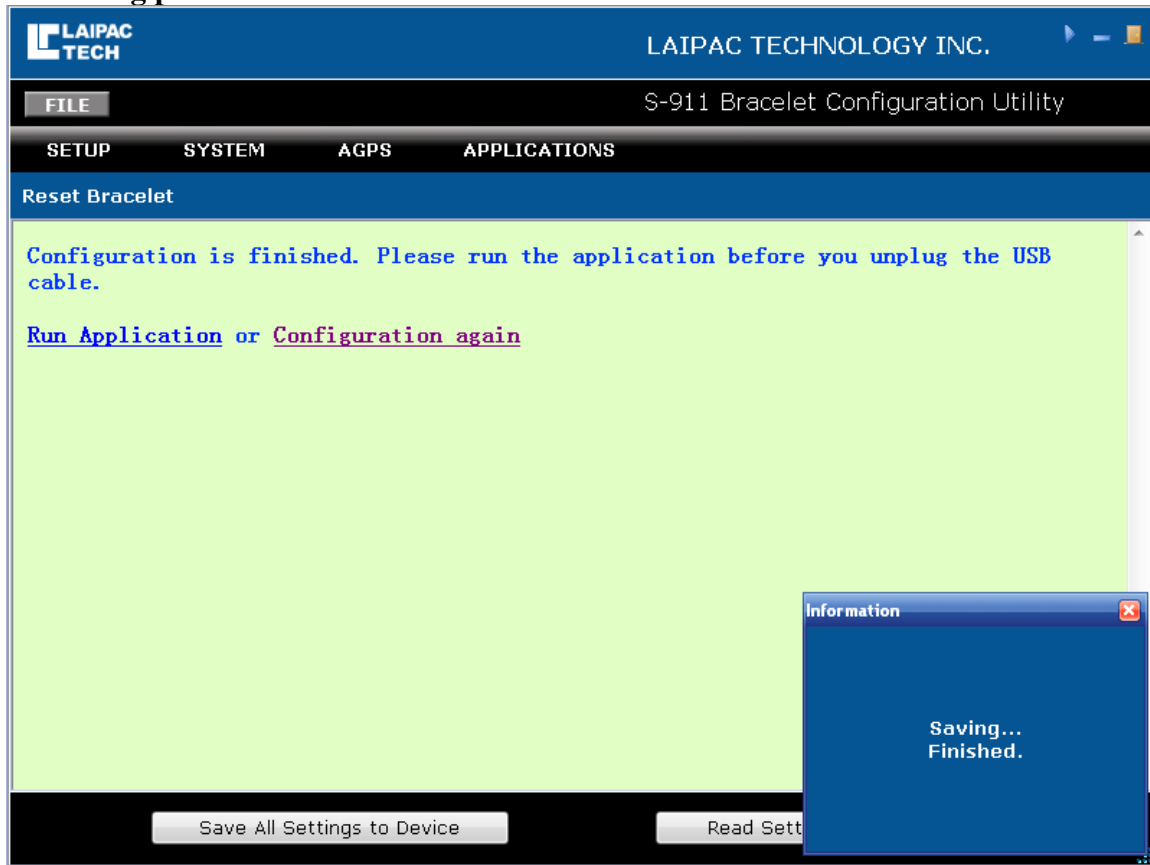 LAIPAC
TECH
LAIPAC TECHNOLOGY INC.
FILE
S-911 Bracelet Configuration Utility
SETUP SYSTEM AGPS APPLICATIONS
Reset Bracelet
Configuration is finished. Please run the application before you unplug the USB
cable.
Run Application or Configuration again
Information
Saving...
Finished.
Save All Settings to Device
Read Sett